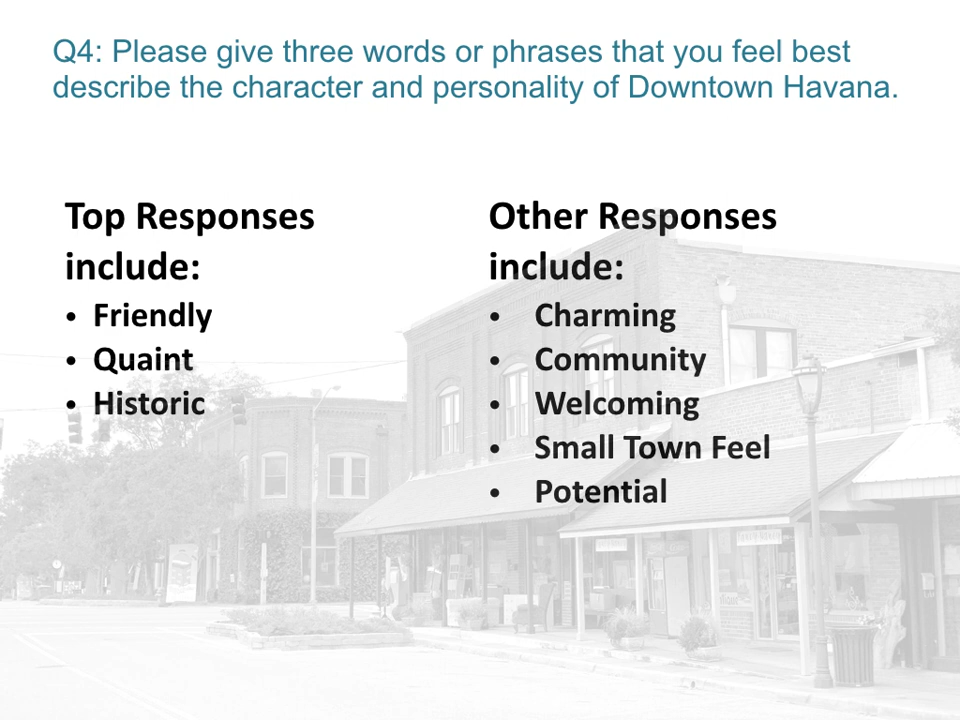 Q4: Please give three words or phrases that you feel best
describe the character and personality of Downtown Havana.
Top Responses
include:
• Friendly
• Quaint
• Historic
Other Responses
include:
• Charming
• Community
• Welcoming
• Small Town Feel
• Potential